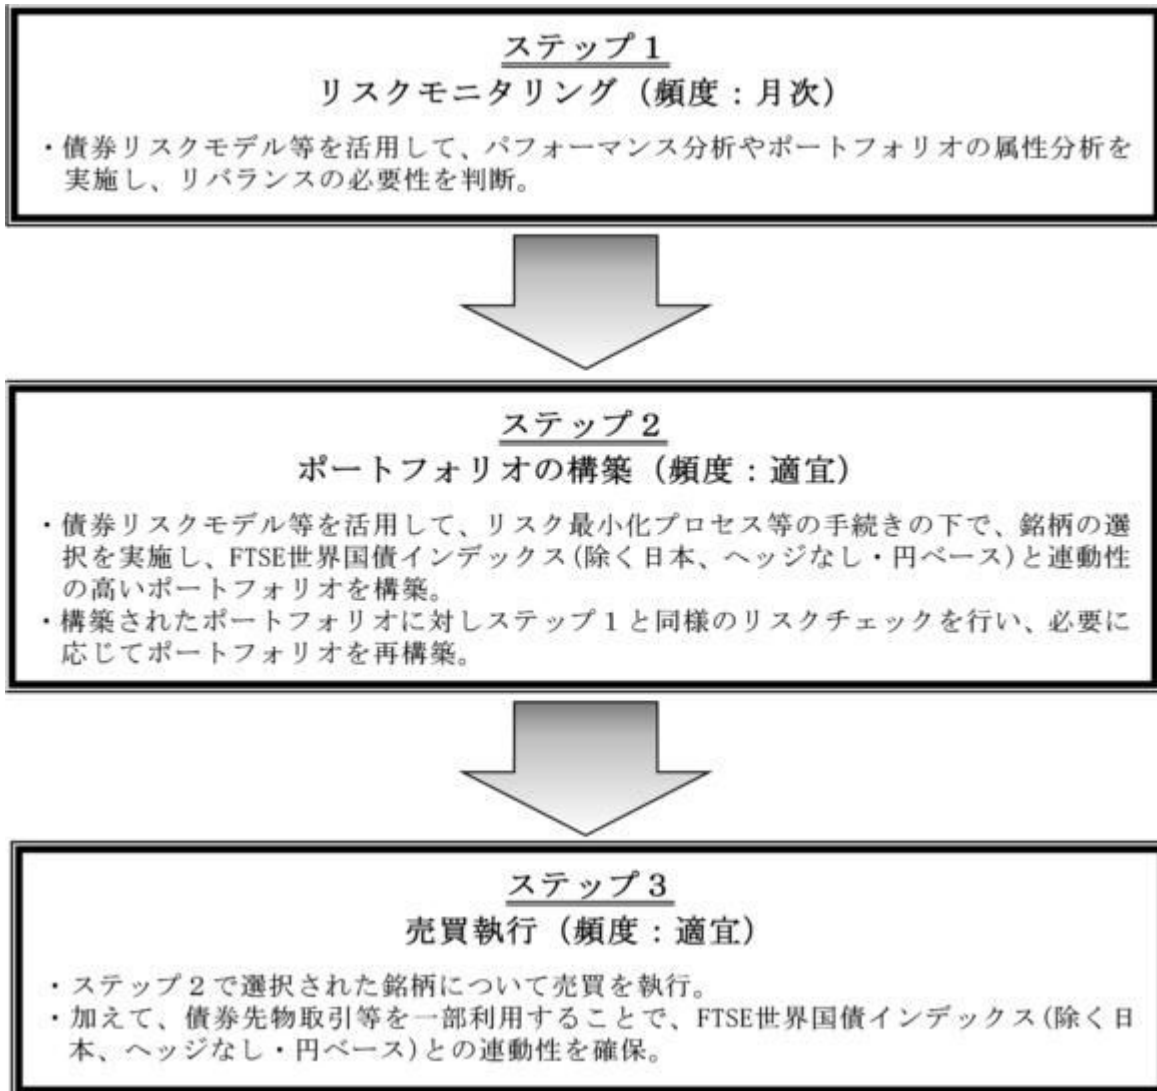 ステップ１
リスクモニタリング（頻度：月次）
・債券リスクモデル等を活用して、パフォーマンス分析やポートフォリオの属性分析を
実施し、リバランスの必要性を判断。
ステップ２
ポートフォリオの構築（頻度：適宜）
・債券リスクモデル等を活用して、リスク最小化プロセス等の手続きの下で、銘柄の選
択を実施し、FTSE世界国債インデックス(除く日本、ヘッジなし・円ベース)と連動性
の高いポートフォリオを構築。
・構築されたポートフォリオに対しステップ１と同様のリスクチェックを行い、必要に
応じてポートフォリオを再構築。
ステップ３
売買執行（頻度：適宜）
・ステップ２で選択された銘柄について売買を執行。
・加えて、債券先物取引等を一部利用することで、FTSE世界国債インデックス(除く日
本、ヘッジなし・円ベース)との連動性を確保。